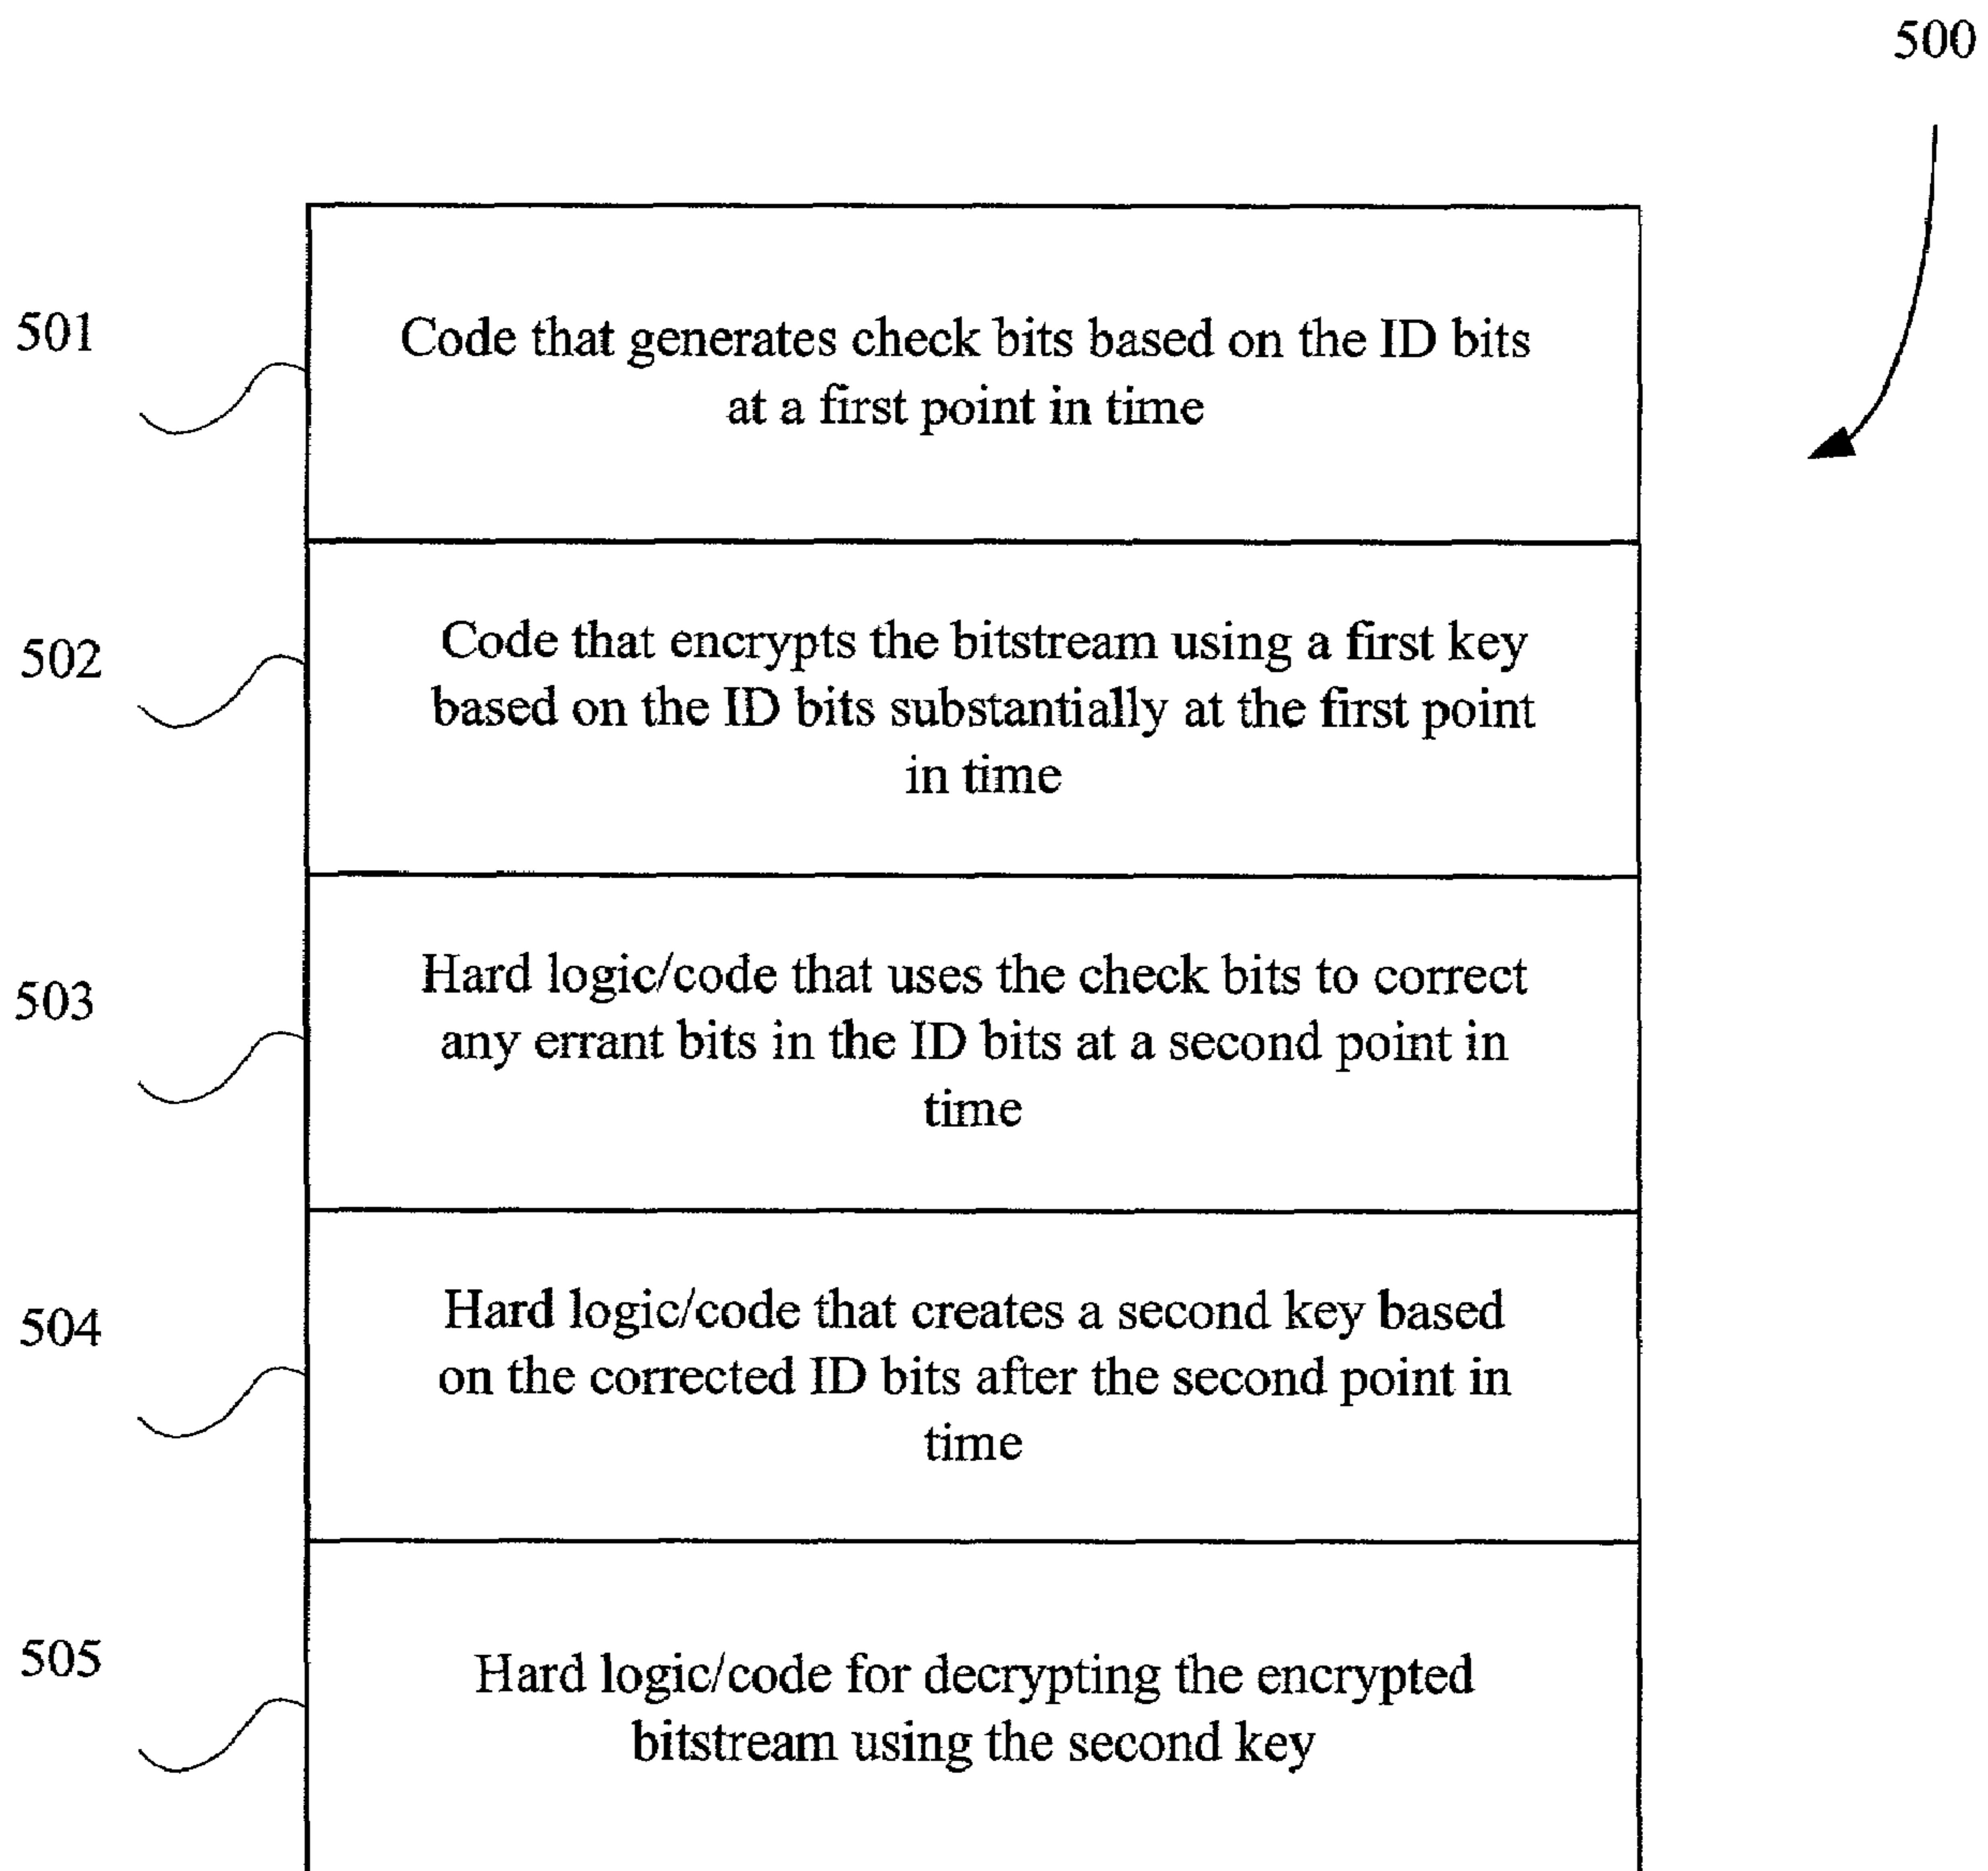 500
501
Code that generates check bits based on the ID bits
at a first point in time
502
Code that encrypts the bitstream using a first key
based on the ID bits substantially at the first point
in time
503
Hard logic/code that uses the check bits to correct
any errant bits in the ID bits at a second point in
time
504
Hard logic/code that creates a second key based
on the corrected ID bits after the second point in
time
505
Hard logic/code for decrypting the encrypted
bitstream using the second key